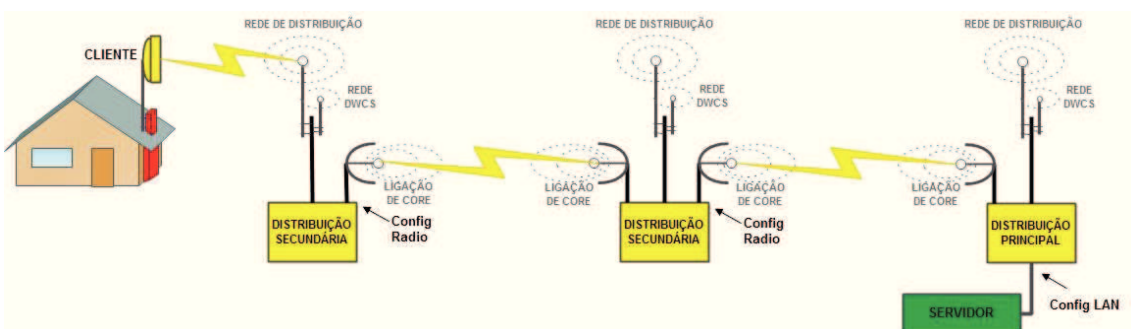 REDE DE DISTRIBUIÇÃO
REDE DE DISTRIBUIÇÃO
REDE DE DISTRIBUIÇÃO
CLIENTE
REDE
DWCS
REDE
DWCS
REDE
DWCS
LIGAÇÃO
DE CORE
LIGAÇÃO
DE CORE
LIGAÇÃO
DE CORE
LIGAÇÃO
DE CORE
DISTRIBUIÇÃO
SECUNDÁRIA
Config
Radio
DISTRIBUIÇÃO
SECUNDÁRIA
Config
Radio
DISTRIBUIÇÃO
PRINCIPAL
Config LAN
SERVIDOR